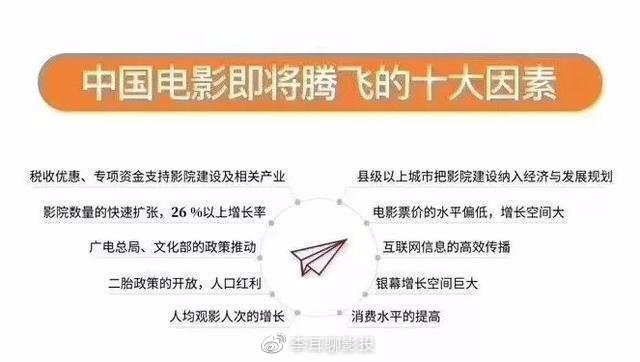 中国电影即将腾飞的十大因素
税收优惠、专项资金支持影院建设及相关产业
影院数量的快速扩张，26 %以上增长率
广电总局、文化部的政策推动
二胎政策的开放，人口红利
人均观影人次的增长
县级以上城市把影院建设纳入经济与发展规划
电影票价的水平偏低，增长空间大
互联网信息的高效传播
银幕增长空间巨大
消费水平的提高
李耳聊影投